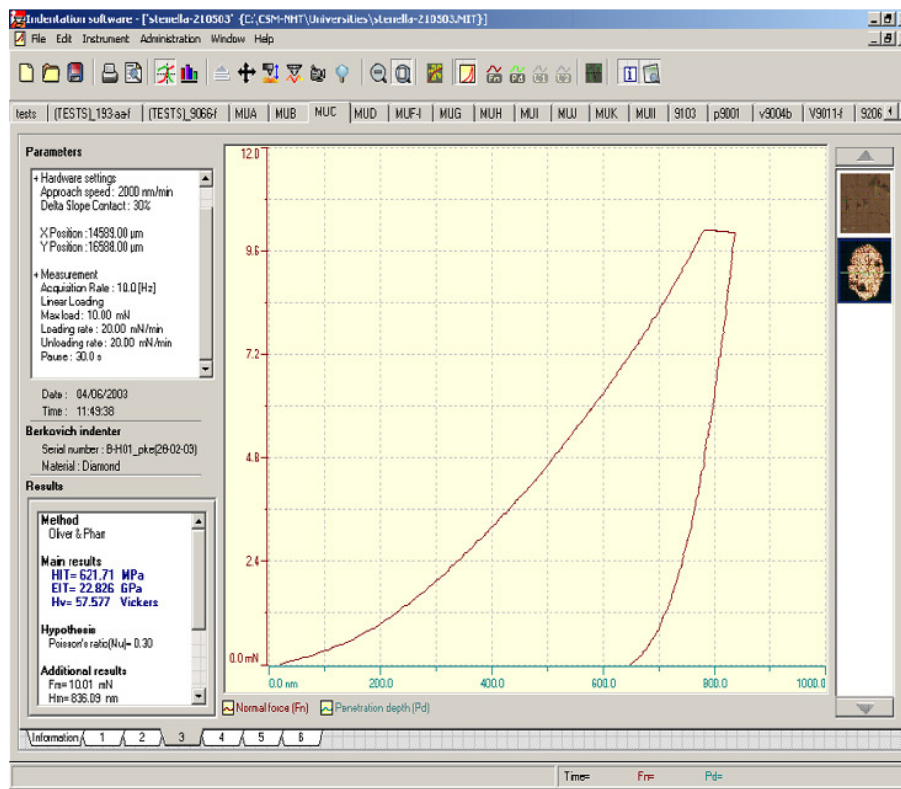 Indentation software - ['stenella-210503' {C:\CSM-NHT\Universities\stenella-210503.MIT}]
File Edit Instrument Administration Window Help
tests (TESTS)_193-aa-f (TESTS)_9066-f MUA MUB MUC MUD MUF-I MUG MUH MUI MUJ MUK MUII 9103 p9001 v9004b V9011-f 9206
Parameters
+ Hardware settings
Approach speed : 2000 nm/min
Delta Slope Contact : 30%
X Position : 14589.00 µm
Y Position : 16588.00 µm
+ Measurement
Acquisition Rate : 10.0 [Hz]
Linear Loading
Max load : 10.00 mN
Loading rate : 20.00 mN/min
Unloading rate : 20.00 mN/min
Pause : 30.0 s
Date : 04/06/2003
Time : 11:49:38
Berkovich indenter
Serial number : B-H01_pke(28-02-03)
Material : Diamond
Results
Method
Oliver & Pharr
Main results
HIT= 621.71 MPa
EIT= 22.826 GPa
Hv= 57.577 Vickers
Hypothesis
Poisson's ratio(Nu)= 0.30
Additional results
Fm= 10.01 mN
Hm= 836.09 nm
12.0
9.6
7.2
4.8
2.4
0.0 mN
0.0 nm 200.0 400.0 600.0 800.0 1000.0
Normal force (Fn) Penetration depth (Pd)
Information 1 2 3 4 5 6
Time= Fn= Pd=